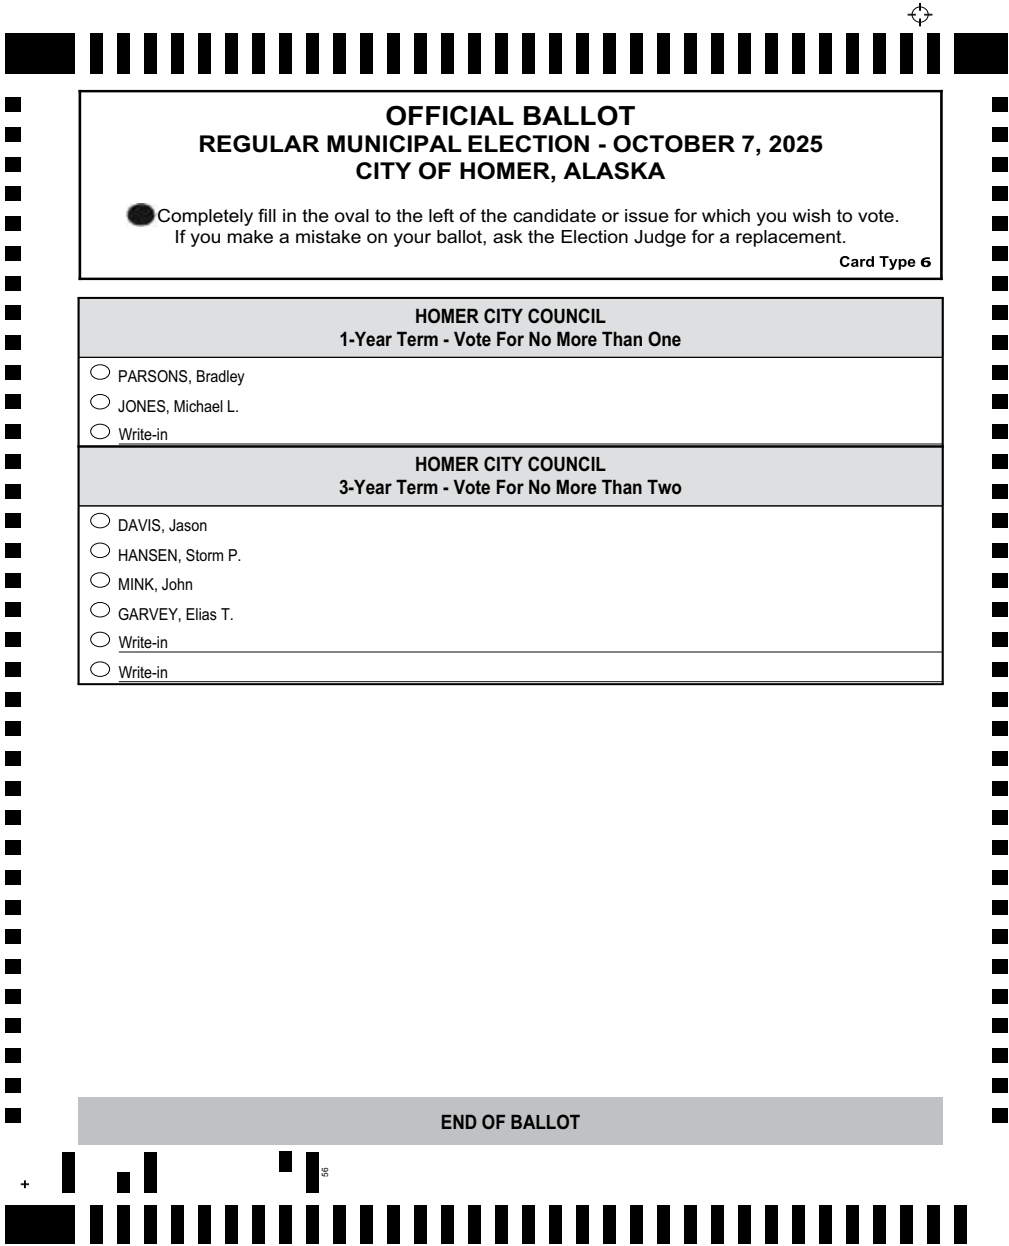 OFFICIAL BALLOT
REGULAR MUNICIPAL ELECTION - OCTOBER 7, 2025
CITY OF HOMER, ALASKA
Completely fill in the oval to the left of the candidate or issue for which you wish to vote.
If you make a mistake on your ballot, ask the Election Judge for a replacement.
Card Type 6
HOMER CITY COUNCIL
1-Year Term - Vote For No More Than One
PARSONS, Bradley
JONES, Michael L.
Write-in
HOMER CITY COUNCIL
3-Year Term - Vote For No More Than Two
DAVIS, Jason
HANSEN, Storm P.
MINK, John
GARVEY, Elias T.
Write-in
Write-in
END OF BALLOT
56